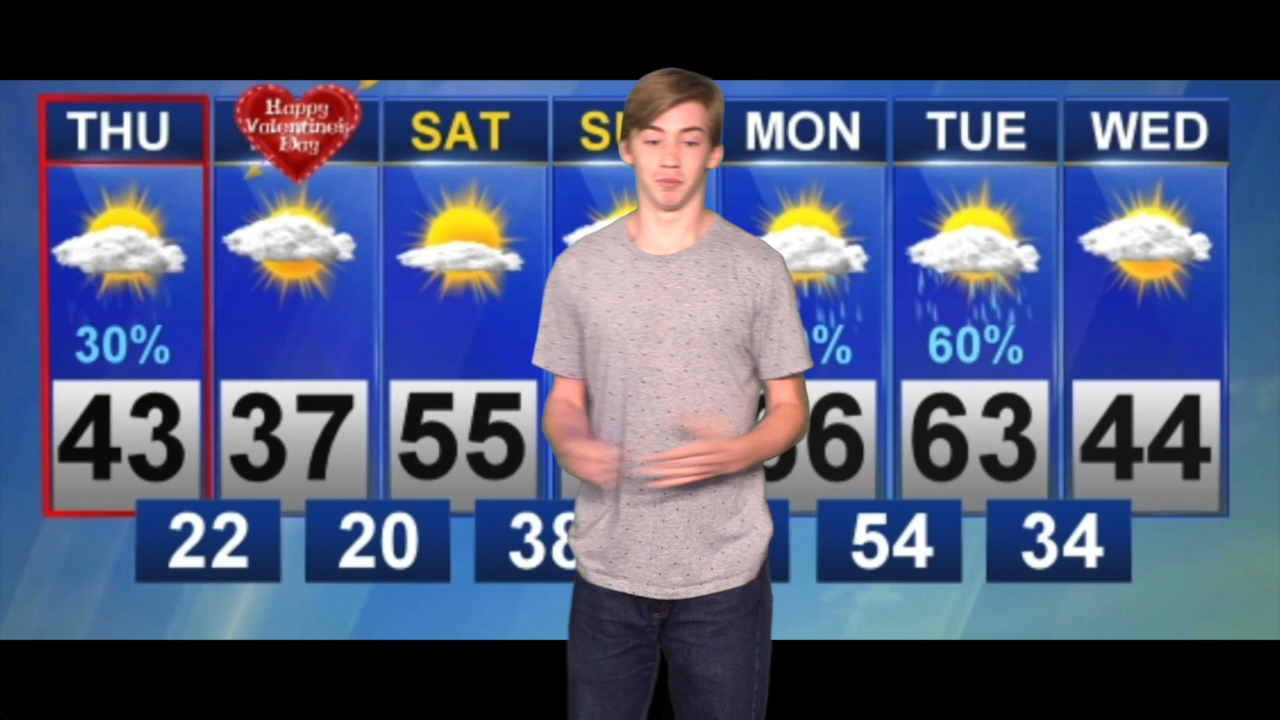 THU
Happy
Valentine's
Day
SAT
MON
TUE
WED
30%
60%
43
37
55
63
44
22
20
38
54
34